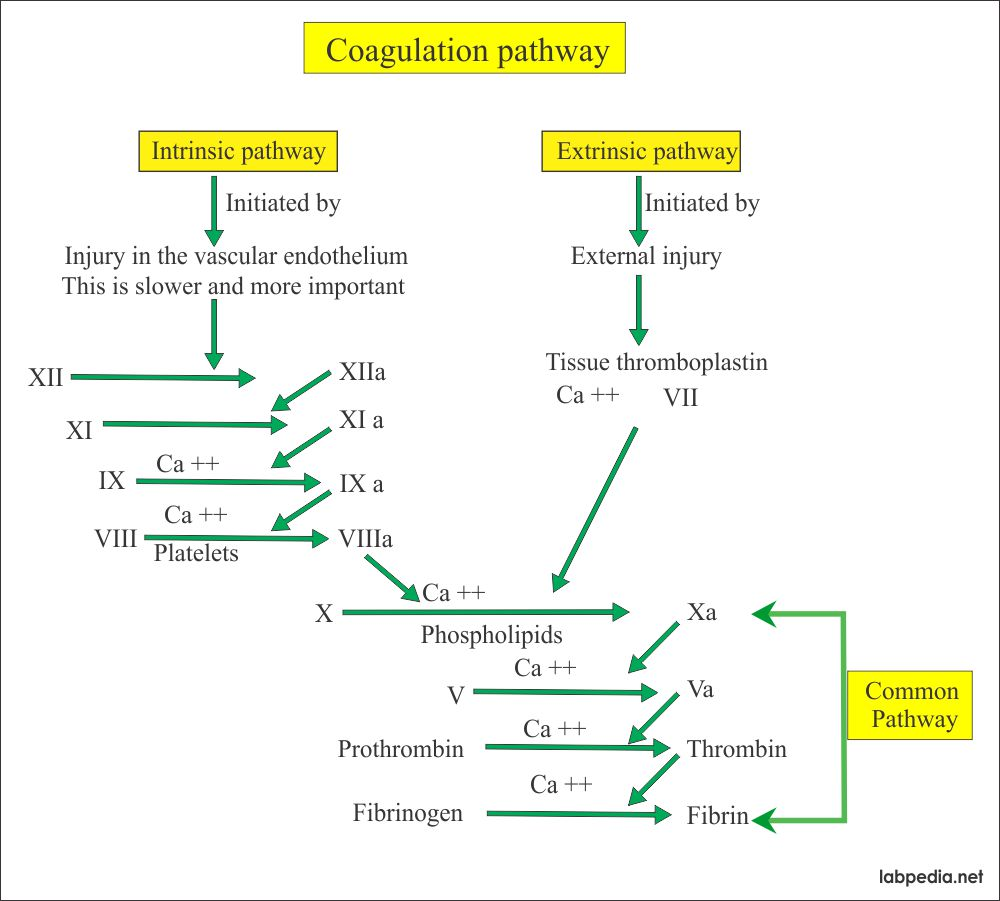 Coagulation pathway
Intrinsic pathway
Extrinsic pathway
Initiated by
Initiated by
Injury in the vascular endothelium
This is slower and more important
External injury
Tissue thromboplastin
Ca ++ VII
XII
XIIa
XI
XI a
Ca ++
IX
IX a
Ca ++
VIII
VIIIa
Platelets
Ca ++
X
Xa
Phospholipids
Ca ++
V
Va
Common
Pathway
Ca ++
Prothrombin
Thrombin
Ca ++
Fibrinogen
Fibrin
labpedia.net